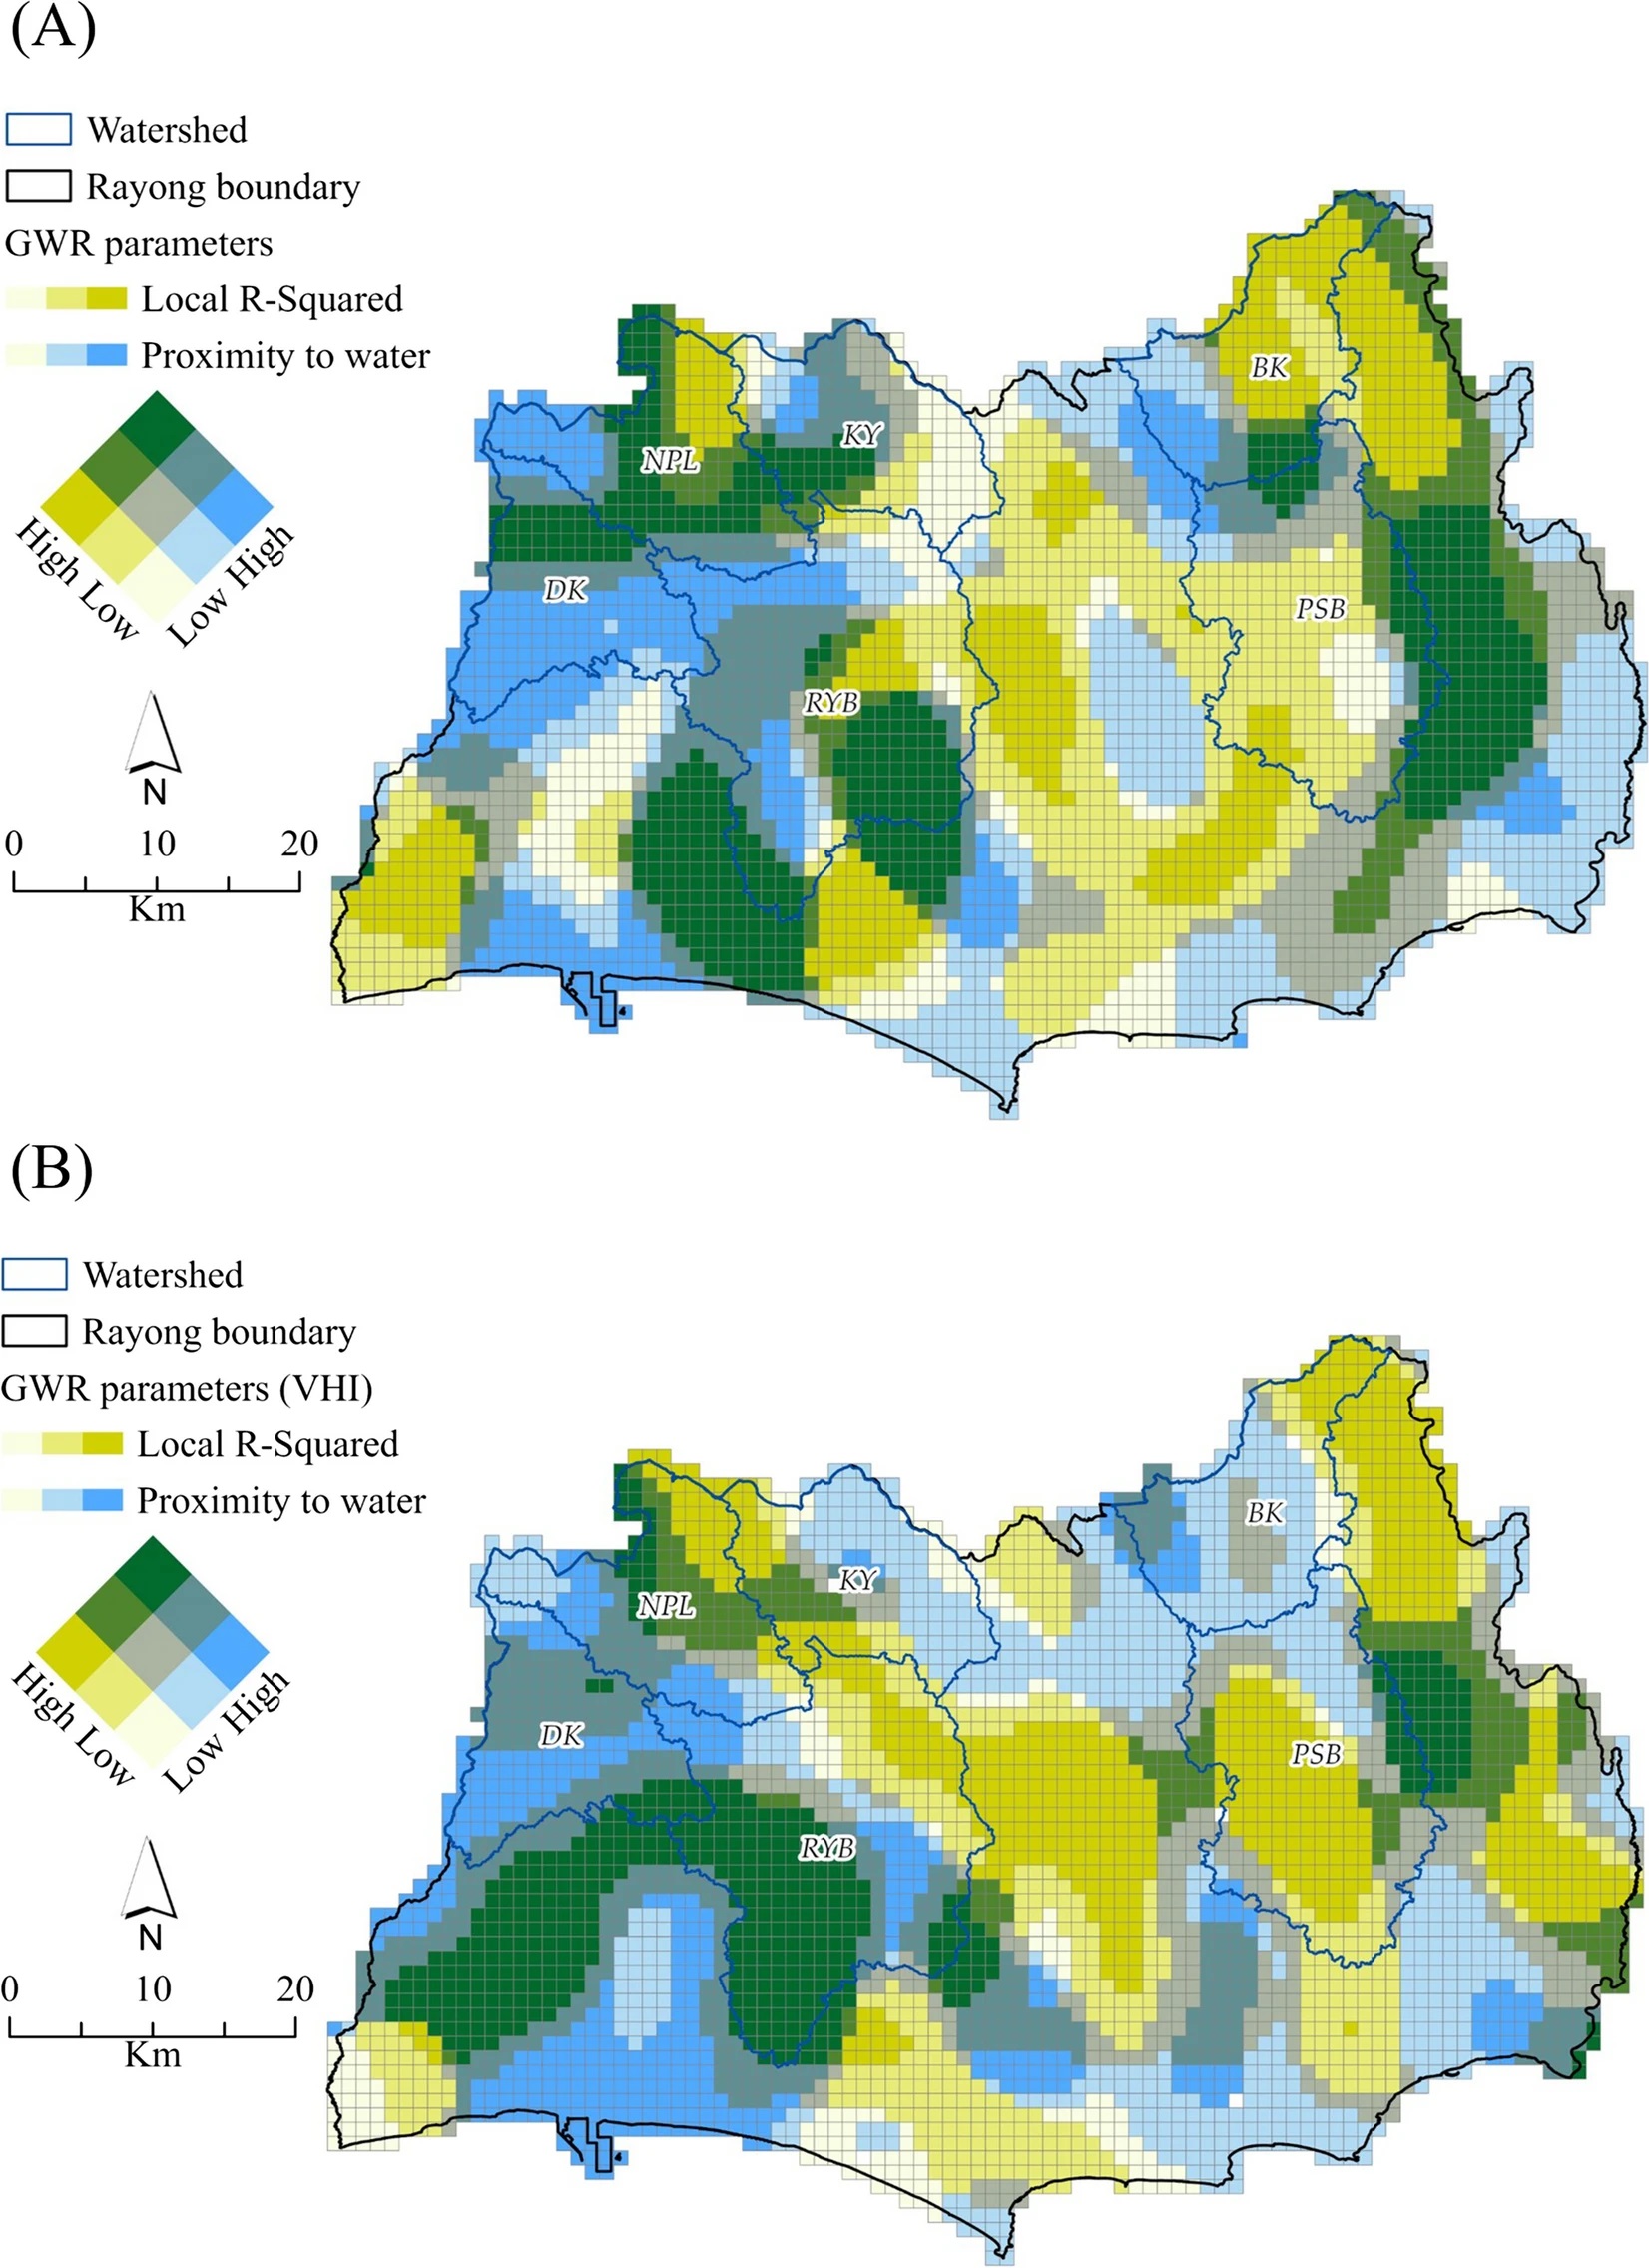 (A)
Watershed
Rayong boundary
GWR parameters
Local R-Squared
Proximity to water
High Low
Low High
N
0 10 20
Km
BK
KY
NPL
DK
PSB
RYB
(B)
Watershed
Rayong boundary
GWR parameters (VHI)
Local R-Squared
Proximity to water
High Low
Low High
N
0 10 20
Km
BK
KY
NPL
DK
PSB
RYB